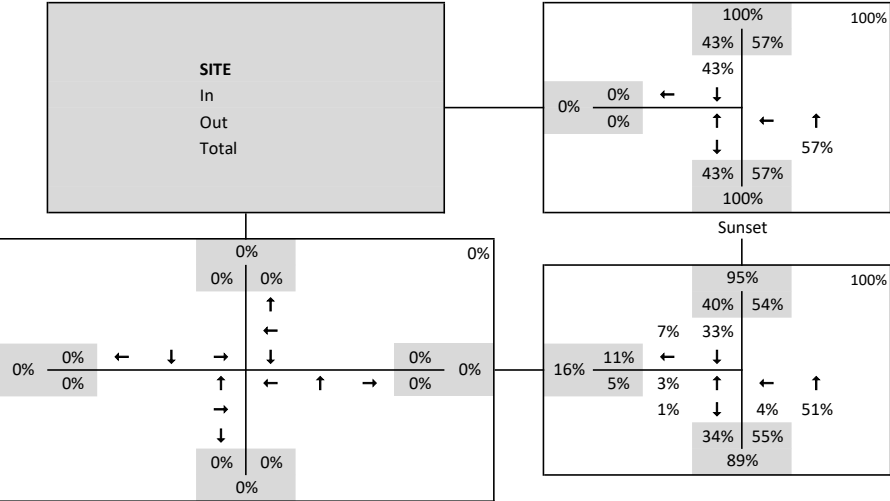 SITE
In
Out
Total
100% 100%
43% 57%
43%
0% 0% ← ↓
0% ↑ ← ↑
↓ 57%
43% 57%
100%
Sunset
0% 0%
0% 0%
↑
←
0% 0% ← ↓ → ↓ 0% 0%
0% ↑ ← ↑ → 0%
→
↓
0% 0%
0%
95% 100%
40% 54%
7% 33%
16% 11% ← ↓
5% 3% ↑ ← ↑
1% ↓ 4% 51%
34% 55%
89%